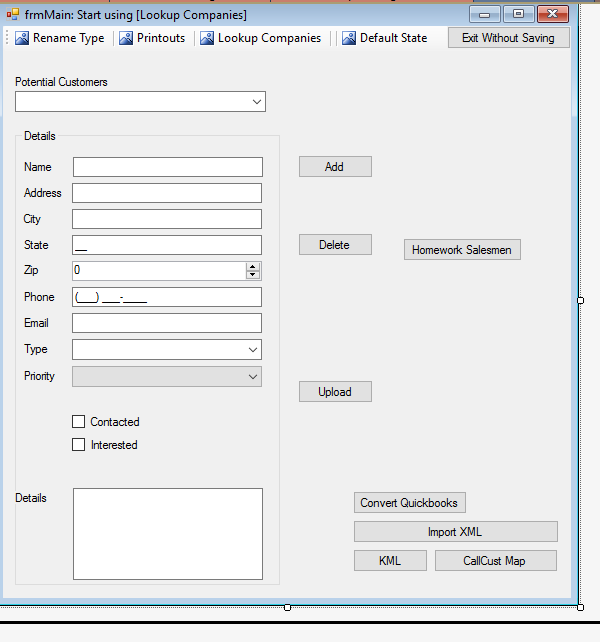 frmMain: Start using [Lookup Companies]
Rename Type Printouts Lookup Companies Default State Exit Without Saving
Potential Customers
Details
Name Add
Address
City
State __ Delete Homework Salesmen
Zip 0
Phone (___) ___-____
Email
Type
Priority
Upload
Contacted
Interested
Details
Convert Quickbooks
Import XML
KML CallCust Map